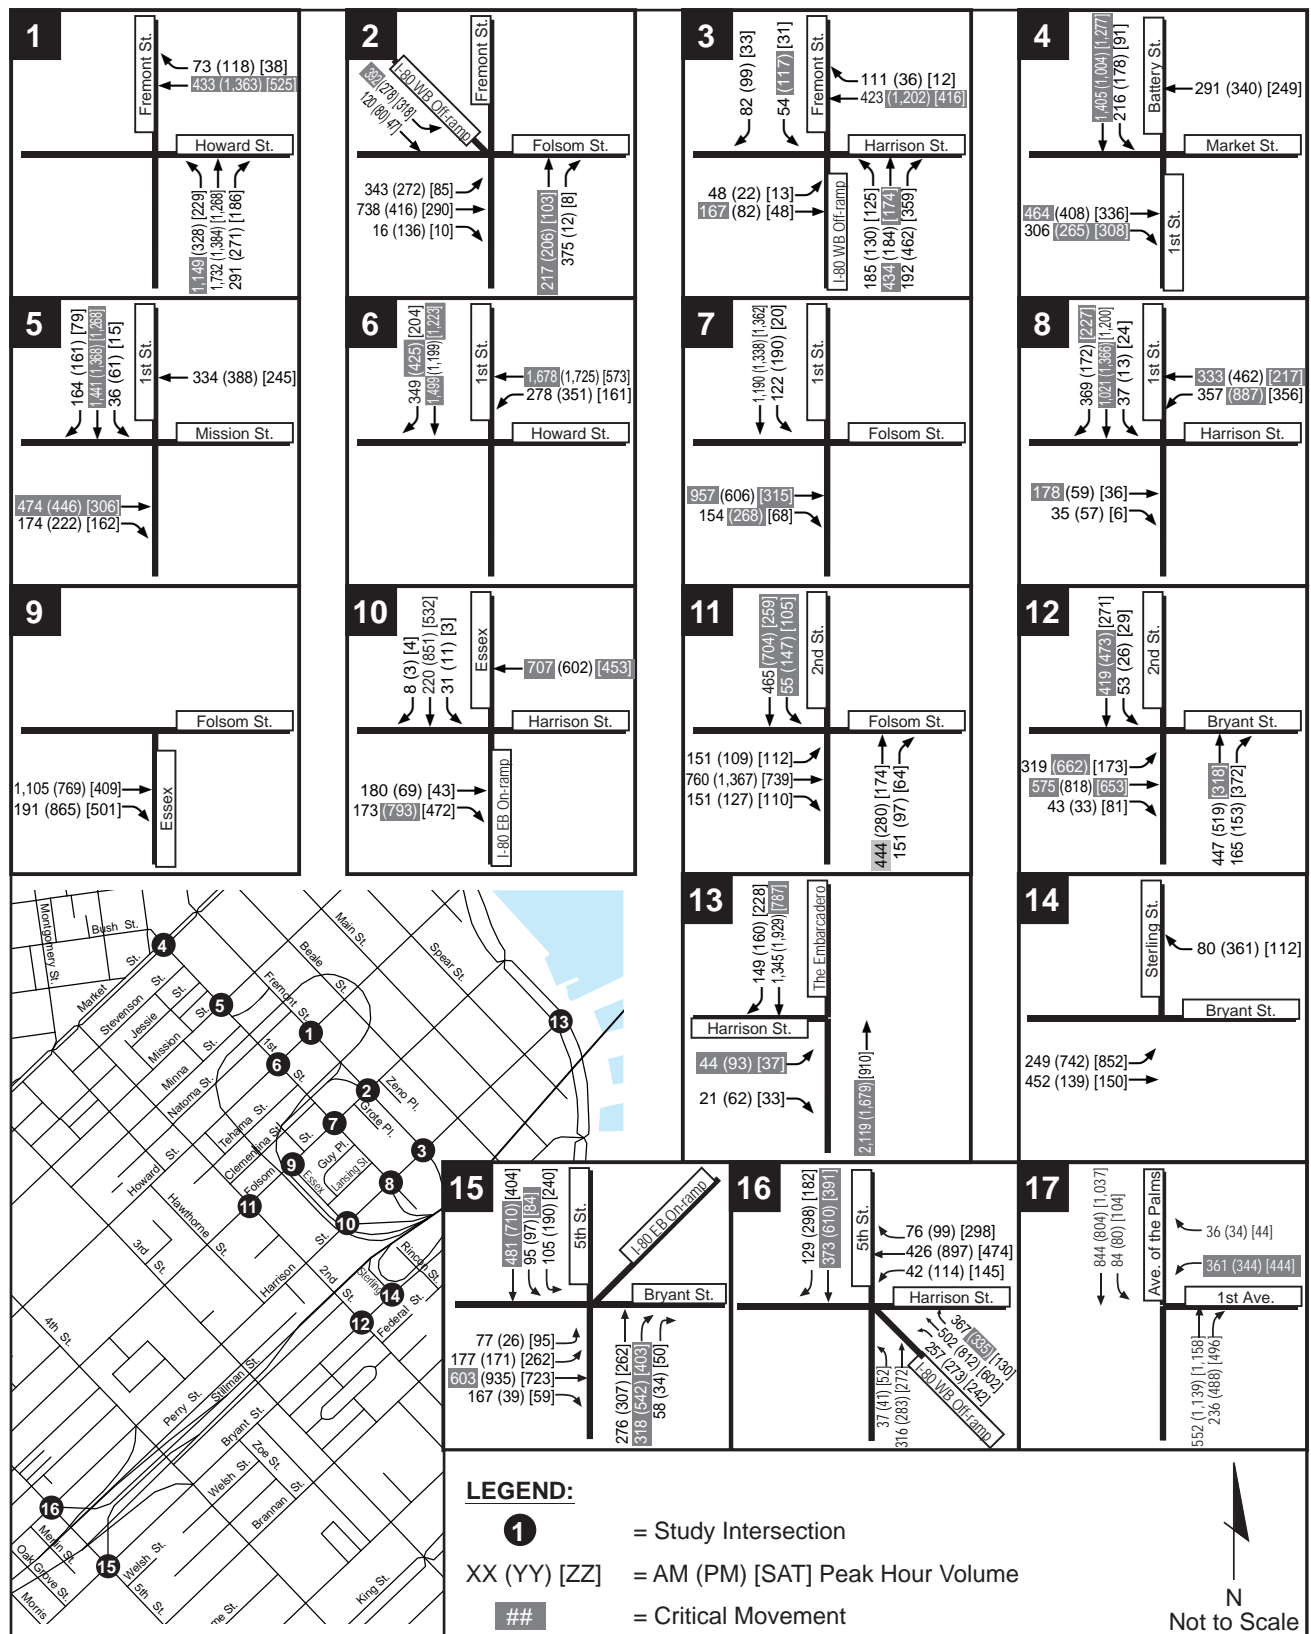 1
Fremont St.
73 (118) [38]
433 (1,363) [525]
Howard St.
1,149 (328) [229]
1,732 (1,384) [1,268]
291 (271) [186]
2
I-80 WB Off-ramp
Fremont St.
392 (278) [318]
120 (80) 47]
Folsom St.
343 (272) [85]
738 (416) [290]
16 (136) [10]
217 (206) [103]
375 (12) [8]
3
82 (99) [33]
54 (117) [31]
Fremont St.
111 (36) [12]
423 (1,202) [416]
Harrison St.
48 (22) [13]
167 (82) [48]
I-80 WB Off-ramp
185 (130) [125]
434 (184) [174]
192 (462) [359]
4
1,405 (1,004) [1,277]
216 (178) [91]
Battery St.
291 (340) [249]
Market St.
464 (408) [336]
306 (265) [308]
1st St.
5
164 (161) [79]
1,441 (1,368) [1,268]
36 (61) [15]
1st St.
334 (388) [245]
Mission St.
474 (446) [306]
174 (222) [162]
6
349 (425) [204]
1,499 (1,199) [1,223]
1st St.
1,678 (1,725) [573]
278 (351) [161]
Howard St.
7
1,190 (1,338) [1,362]
122 (190) [20]
1st St.
Folsom St.
957 (606) [315]
154 (268) [68]
8
369 (172) [227]
1,021 (1,366) [1,200]
37 (13) [24]
1st St.
333 (462) [217]
357 (887) [356]
Harrison St.
178 (59) [36]
35 (57) [6]
9
Folsom St.
1,105 (769) [409]
191 (865) [501]
Essex
10
8 (3) [4]
220 (851) [532]
31 (11) [3]
Essex
707 (602) [453]
Harrison St.
180 (69) [43]
173 (793) [472]
I-80 EB On-ramp
11
465 (704) [259]
55 (147) [105]
2nd St.
Folsom St.
151 (109) [112]
760 (1,367) [739]
151 (127) [110]
444 (280) [174]
151 (97) [64]
12
419 (473) [271]
53 (26) [29]
2nd St.
Bryant St.
319 (662) [173]
575 (818) [653]
43 (33) [81]
447 (519) [318]
165 (153) [372]
13
149 (160) [228]
1,345 (1,929) [787]
The Embarcadero
Harrison St.
44 (93) [37]
21 (62) [33]
2,119 (1,679) [910]
14
Sterling St.
80 (361) [112]
Bryant St.
249 (742) [852]
452 (139) [150]
15
481 (710) [404]
95 (97) [84]
105 (190) [240]
5th St.
I-80 EB On-ramp
Bryant St.
77 (26) [95]
177 (171) [262]
603 (935) [723]
167 (39) [59]
276 (307) [262]
318 (542) [403]
58 (34) [50]
16
129 (298) [182]
373 (610) [391]
5th St.
76 (99) [298]
426 (897) [474]
42 (114) [145]
Harrison St.
367 (335) [130]
502 (812) [602]
257 (273) [242]
I-80 WB Off-ramp
37 (41) [52]
316 (283) [272]
17
844 (804) [1,037]
84 (80) [104]
Ave. of the Palms
36 (34) [44]
361 (344) [444]
1st Ave.
552 (1,139) [1,158]
236 (488) [496]
Montgomery St.
Bush St.
Market St.
Stevenson St.
Jessie St.
Mission St.
Minna St.
Natoma St.
Howard St.
Tehama St.
Clementina St.
Folsom St.
Hawthorne St.
3rd St.
4th St.
Harrison St.
2nd St.
1st St.
Fremont St.
Beale St.
Main St.
Spear St.
Zeno Pl.
Grote Pl.
Guy Pl.
Lansing St.
Essex
Rincon St.
Sterling
Federal St.
Stillman St.
Perry St.
Bryant St.
Zoe St.
Welsh St.
Brannan St.
King St.
Merlin St.
Oak Grove St.
Morris
Welsh St.
5th St.
me St.
4
5
13
1
6
2
7
3
9
8
11
10
14
12
16
15
LEGEND:
1 = Study Intersection
XX (YY) [ZZ] = AM (PM) [SAT] Peak Hour Volume
## = Critical Movement
N
Not to Scale